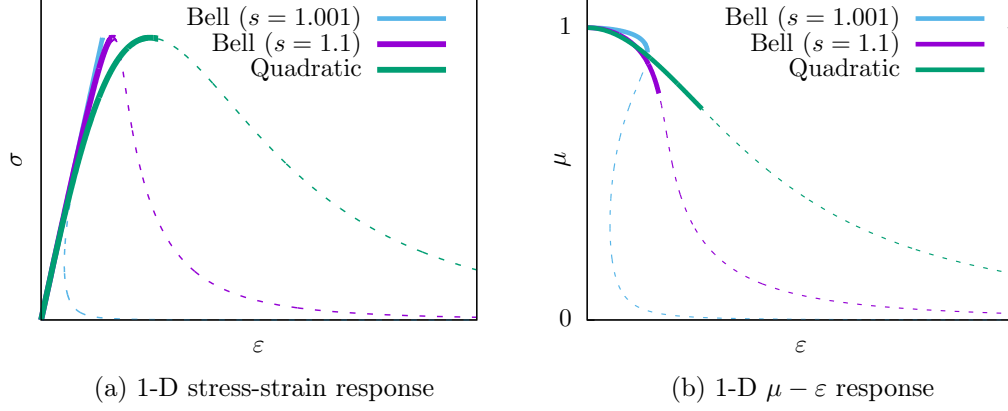 Bell (s = 1.001)
Bell (s = 1.1)
Quadratic
σ
ε
(a) 1-D stress-strain response
1
Bell (s = 1.001)
Bell (s = 1.1)
Quadratic
μ
0
ε
(b) 1-D μ − ε response